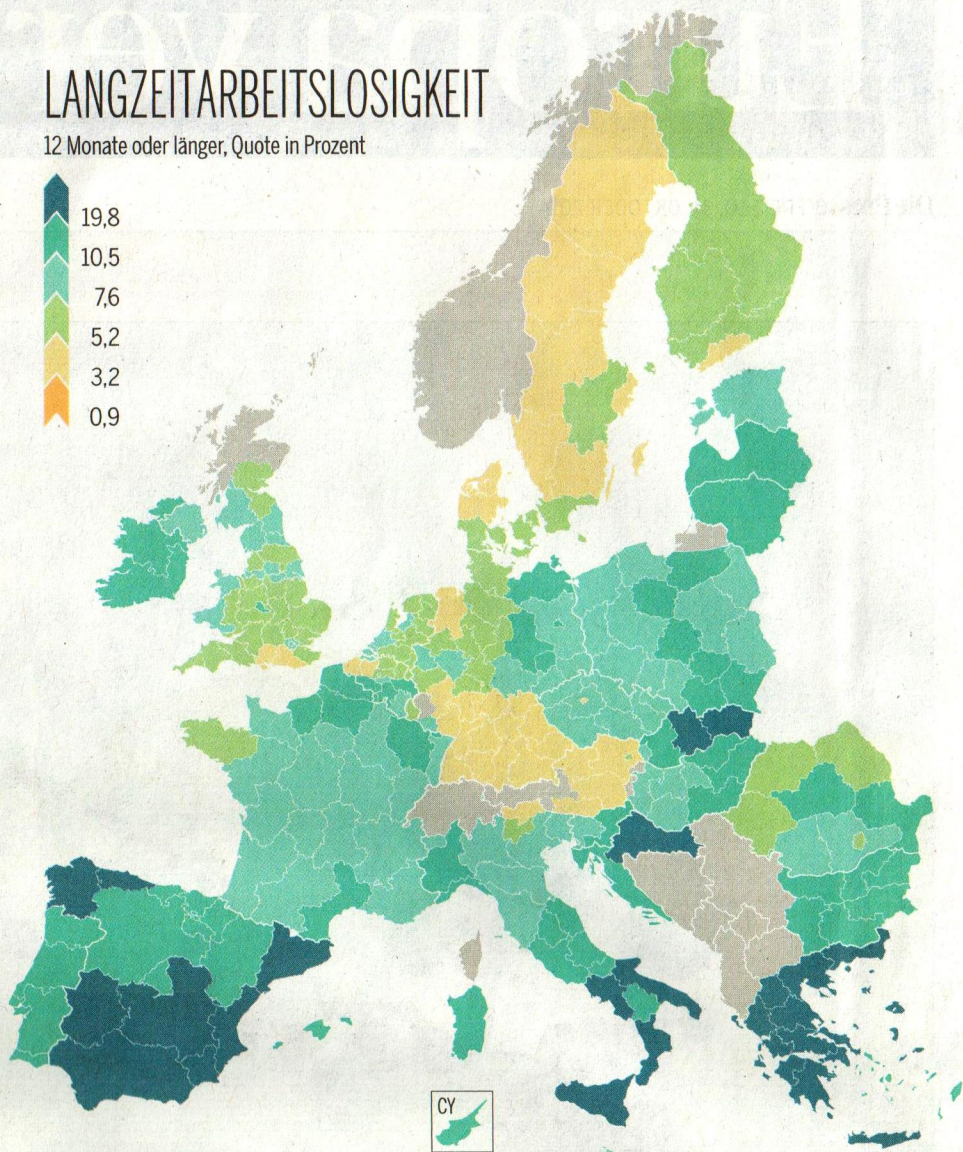 LANGZEITARBEITSLOSIGKEIT
12 Monate oder länger, Quote in Prozent
19,8
10,5
7,6
5,2
3,2
0,9
CY